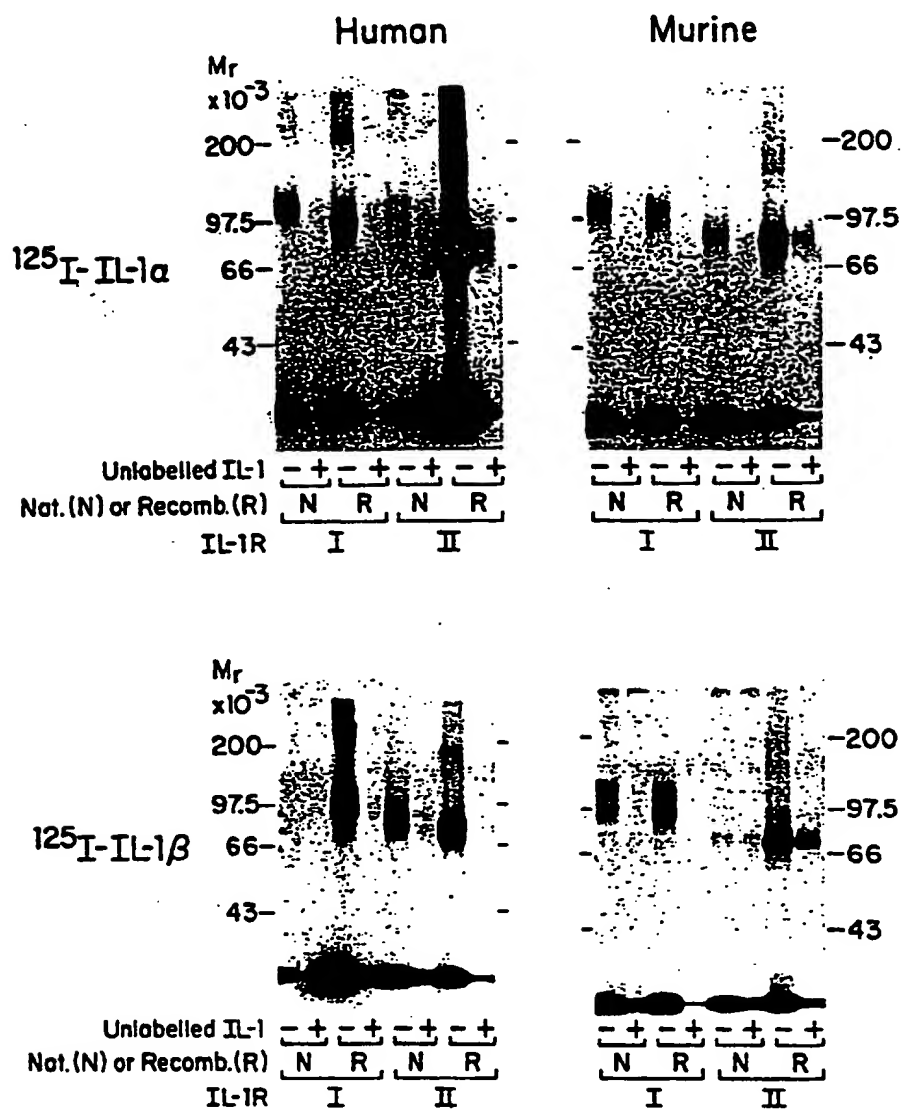 Human Murine
Mr
x10-3
200- -200
97.5- -97.5
66- -66
43- -43
125I-IL-1α
Unlabelled IL-1 - + - + - + - + - + - + - + - +
Nat.(N) or Recomb.(R) N R N R N R N R
IL-1R I II I II
Mr
x10-3
200- -200
97.5- -97.5
66- -66
43- -43
125I-IL-1β
Unlabelled IL-1 - + - + - + - + - + - + - + - +
Nat.(N) or Recomb.(R) N R N R N R N R
IL-1R I II I II